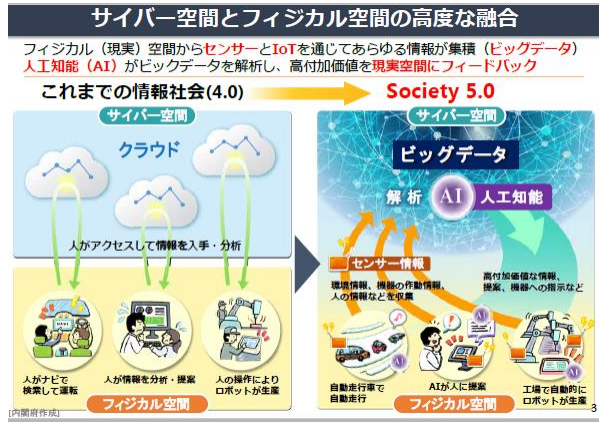 サイバー空間とフィジカル空間の高度な融合
フィジカル（現実）空間からセンサーとIoTを通じてあらゆる情報が集積（ビッグデータ）
人工知能（AI）がビックデータを解析し、高付加価値を現実空間にフィードバック
これまでの情報社会(4.0)
Society 5.0
サイバー空間
クラウド
人がアクセスして情報を入手・分析
人がナビで
検索して運転
人が情報を分析・提案
人の操作により
ロボットが生産
フィジカル空間
サイバー空間
ビッグデータ
解析 AI 人工知能
センサー情報
環境情報、機器の作動情報、
人の情報などを収集
高付加価値な情報、
提案、機器への指示など
AI
AI
AI
自動走行車で
自動走行
AIが人に提案
工場で自動的に
ロボットが生産
フィジカル空間
[内閣府作成]
3